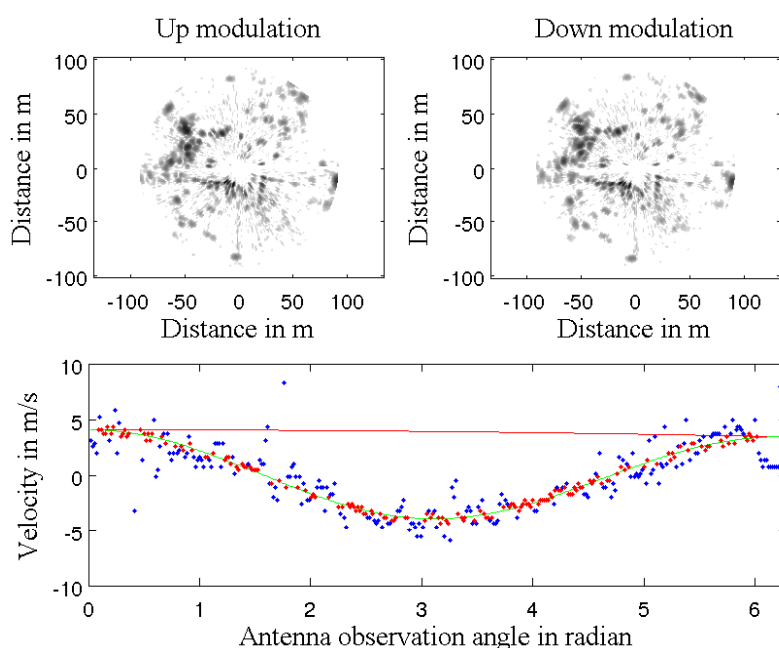 Up modulation
Down modulation
100
50
0
-50
-100
Distance in m
-100 -50 0 50 100
Distance in m
100
50
0
-50
-100
Distance in m
-100 -50 0 50 100
Distance in m
10
5
0
-5
-10
Velocity in m/s
0 1 2 3 4 5 6
Antenna observation angle in radian